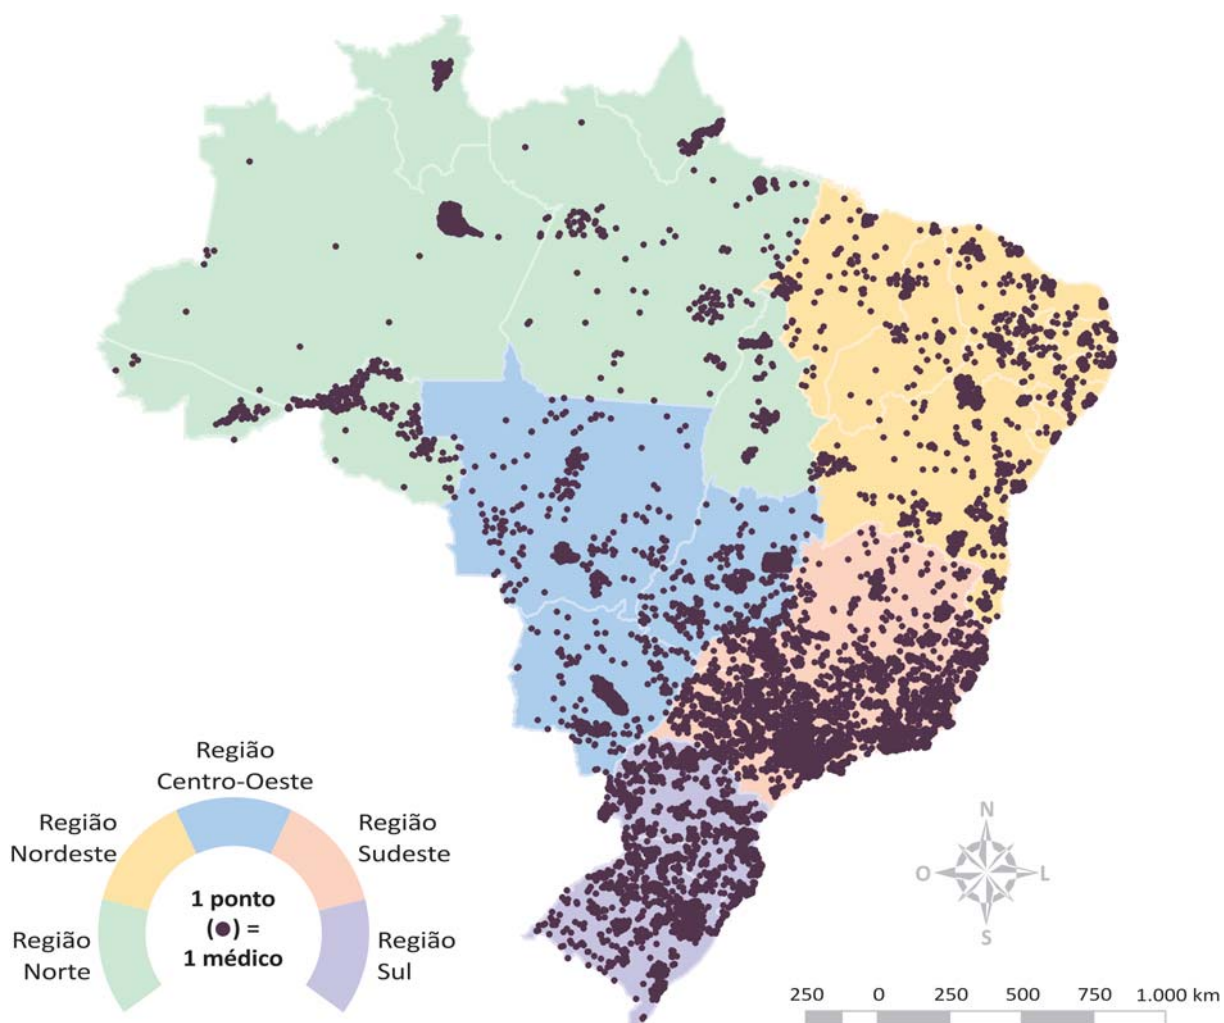 Região
Centro-Oeste
Região
Nordeste
Região
Sudeste
1 ponto
(●) =
1 médico
Região
Norte
Região
Sul
N
O
L
S
250 0 250 500 750 1.000 km